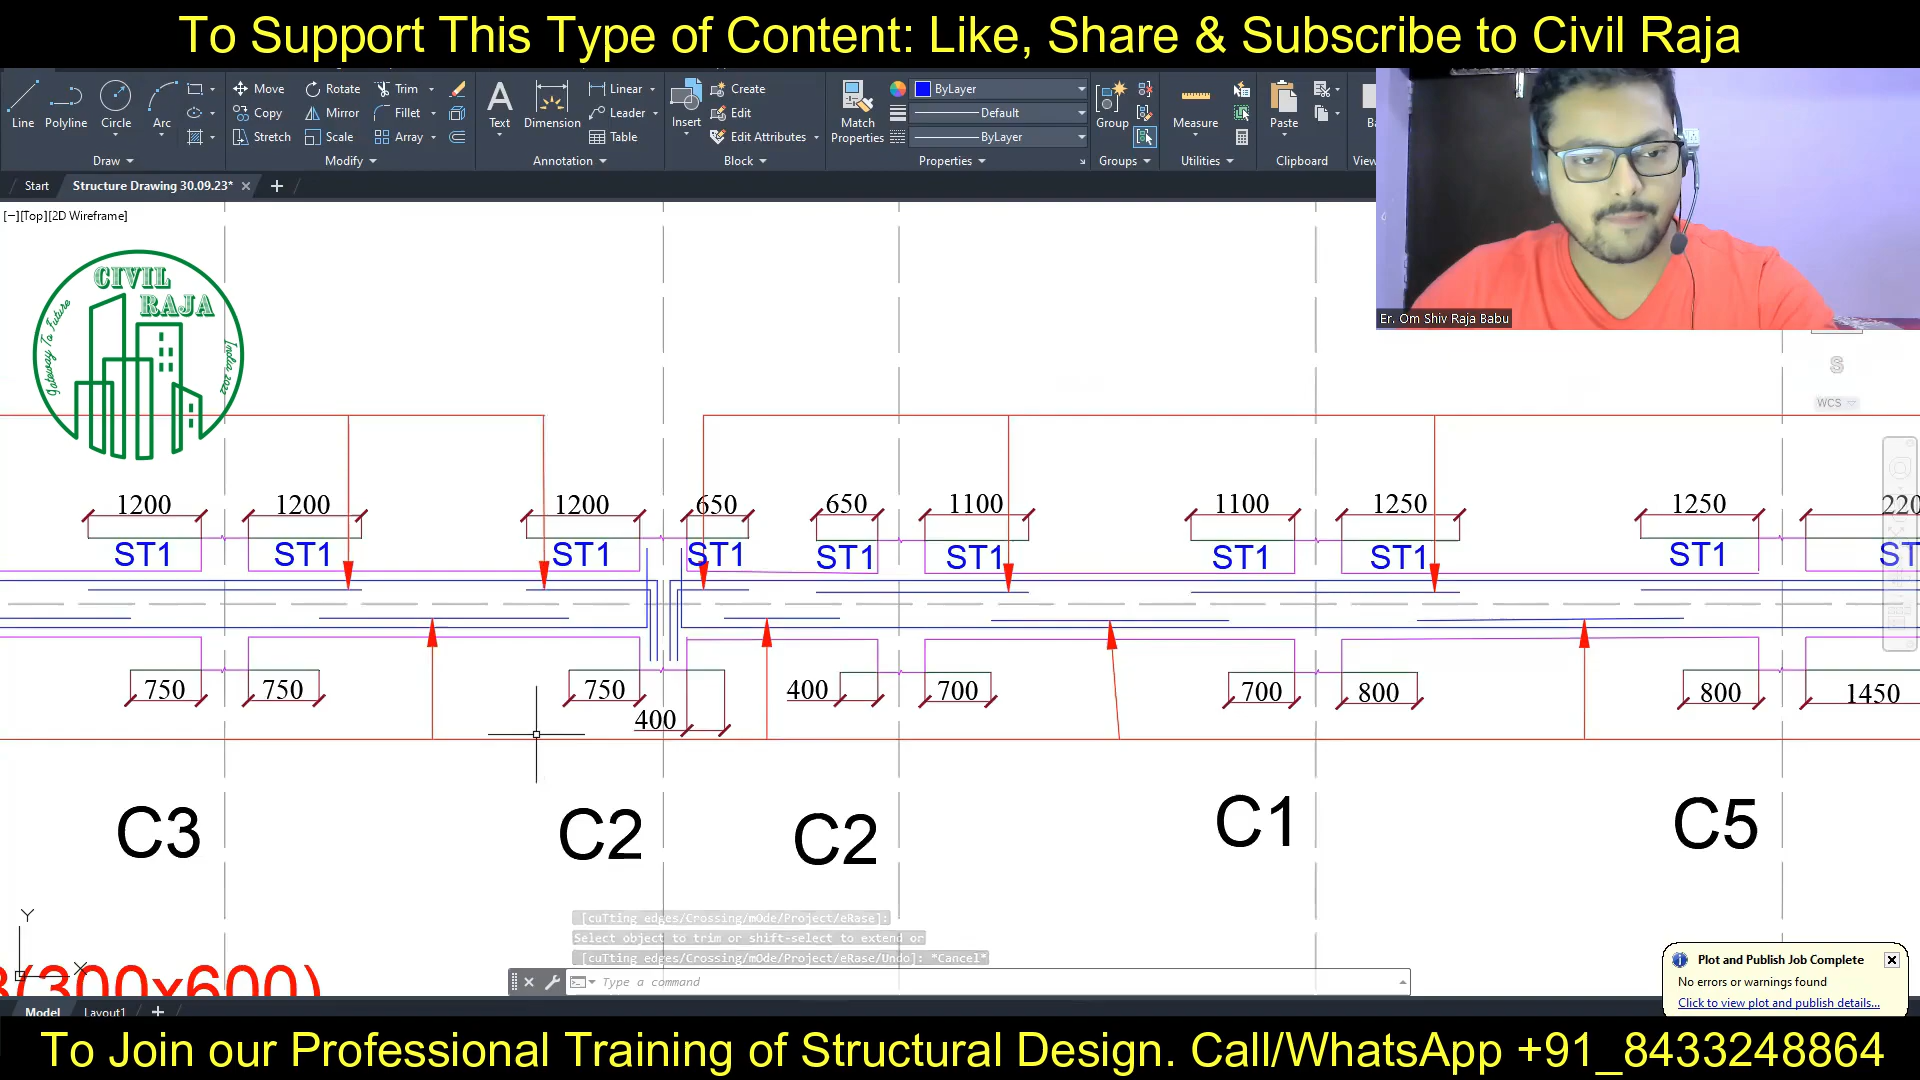 To Support This Type of Content: Like, Share & Subscribe to Civil Raja
Line Polyline Circle Arc
Move Rotate Trim
Copy Mirror Fillet
Stretch Scale Array
Text Dimension
Linear
Leader
Table
Insert
Create
Edit
Edit Attributes
Match Properties
ByLayer
Default
ByLayer
Group Measure Paste
Draw Modify Annotation Block Properties Groups Utilities Clipboard
Start Structure Drawing 30.09.23*
[−][Top][2D Wireframe]
Er. Om Shiv Raja Babu
CIVIL
RAJA
Gateway To Future
India 2022
S
WCS
1200 1200 1200 650 650 1100 1100 1250 1250
ST1 ST1 ST1 ST1 ST1 ST1 ST1 ST1 ST1 ST
750 750 750 400 700 700 800 800 1450
400
C3 C2 C2 C1 C5
(300x600)
Y
X
[cuTting edges/Crossing/mOde/Project/eRase]:
Select object to trim or shift-select to extend or
[cuTting edges/Crossing/mOde/Project/eRase/Undo]: *Cancel*
Type a command
Plot and Publish Job Complete
No errors or warnings found
Click to view plot and publish details...
Model Layout1
To Join our Professional Training of Structural Design. Call/WhatsApp +91_8433248864